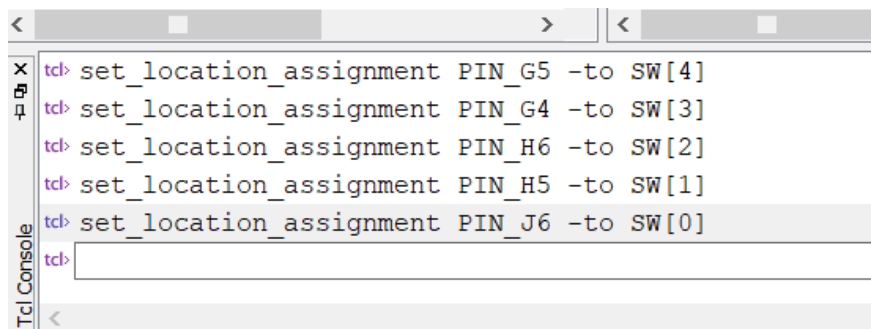 tcl> set_location_assignment PIN_G5 -to SW[4]
tcl> set_location_assignment PIN_G4 -to SW[3]
tcl> set_location_assignment PIN_H6 -to SW[2]
tcl> set_location_assignment PIN_H5 -to SW[1]
tcl> set_location_assignment PIN_J6 -to SW[0]
tcl>
Tcl Console